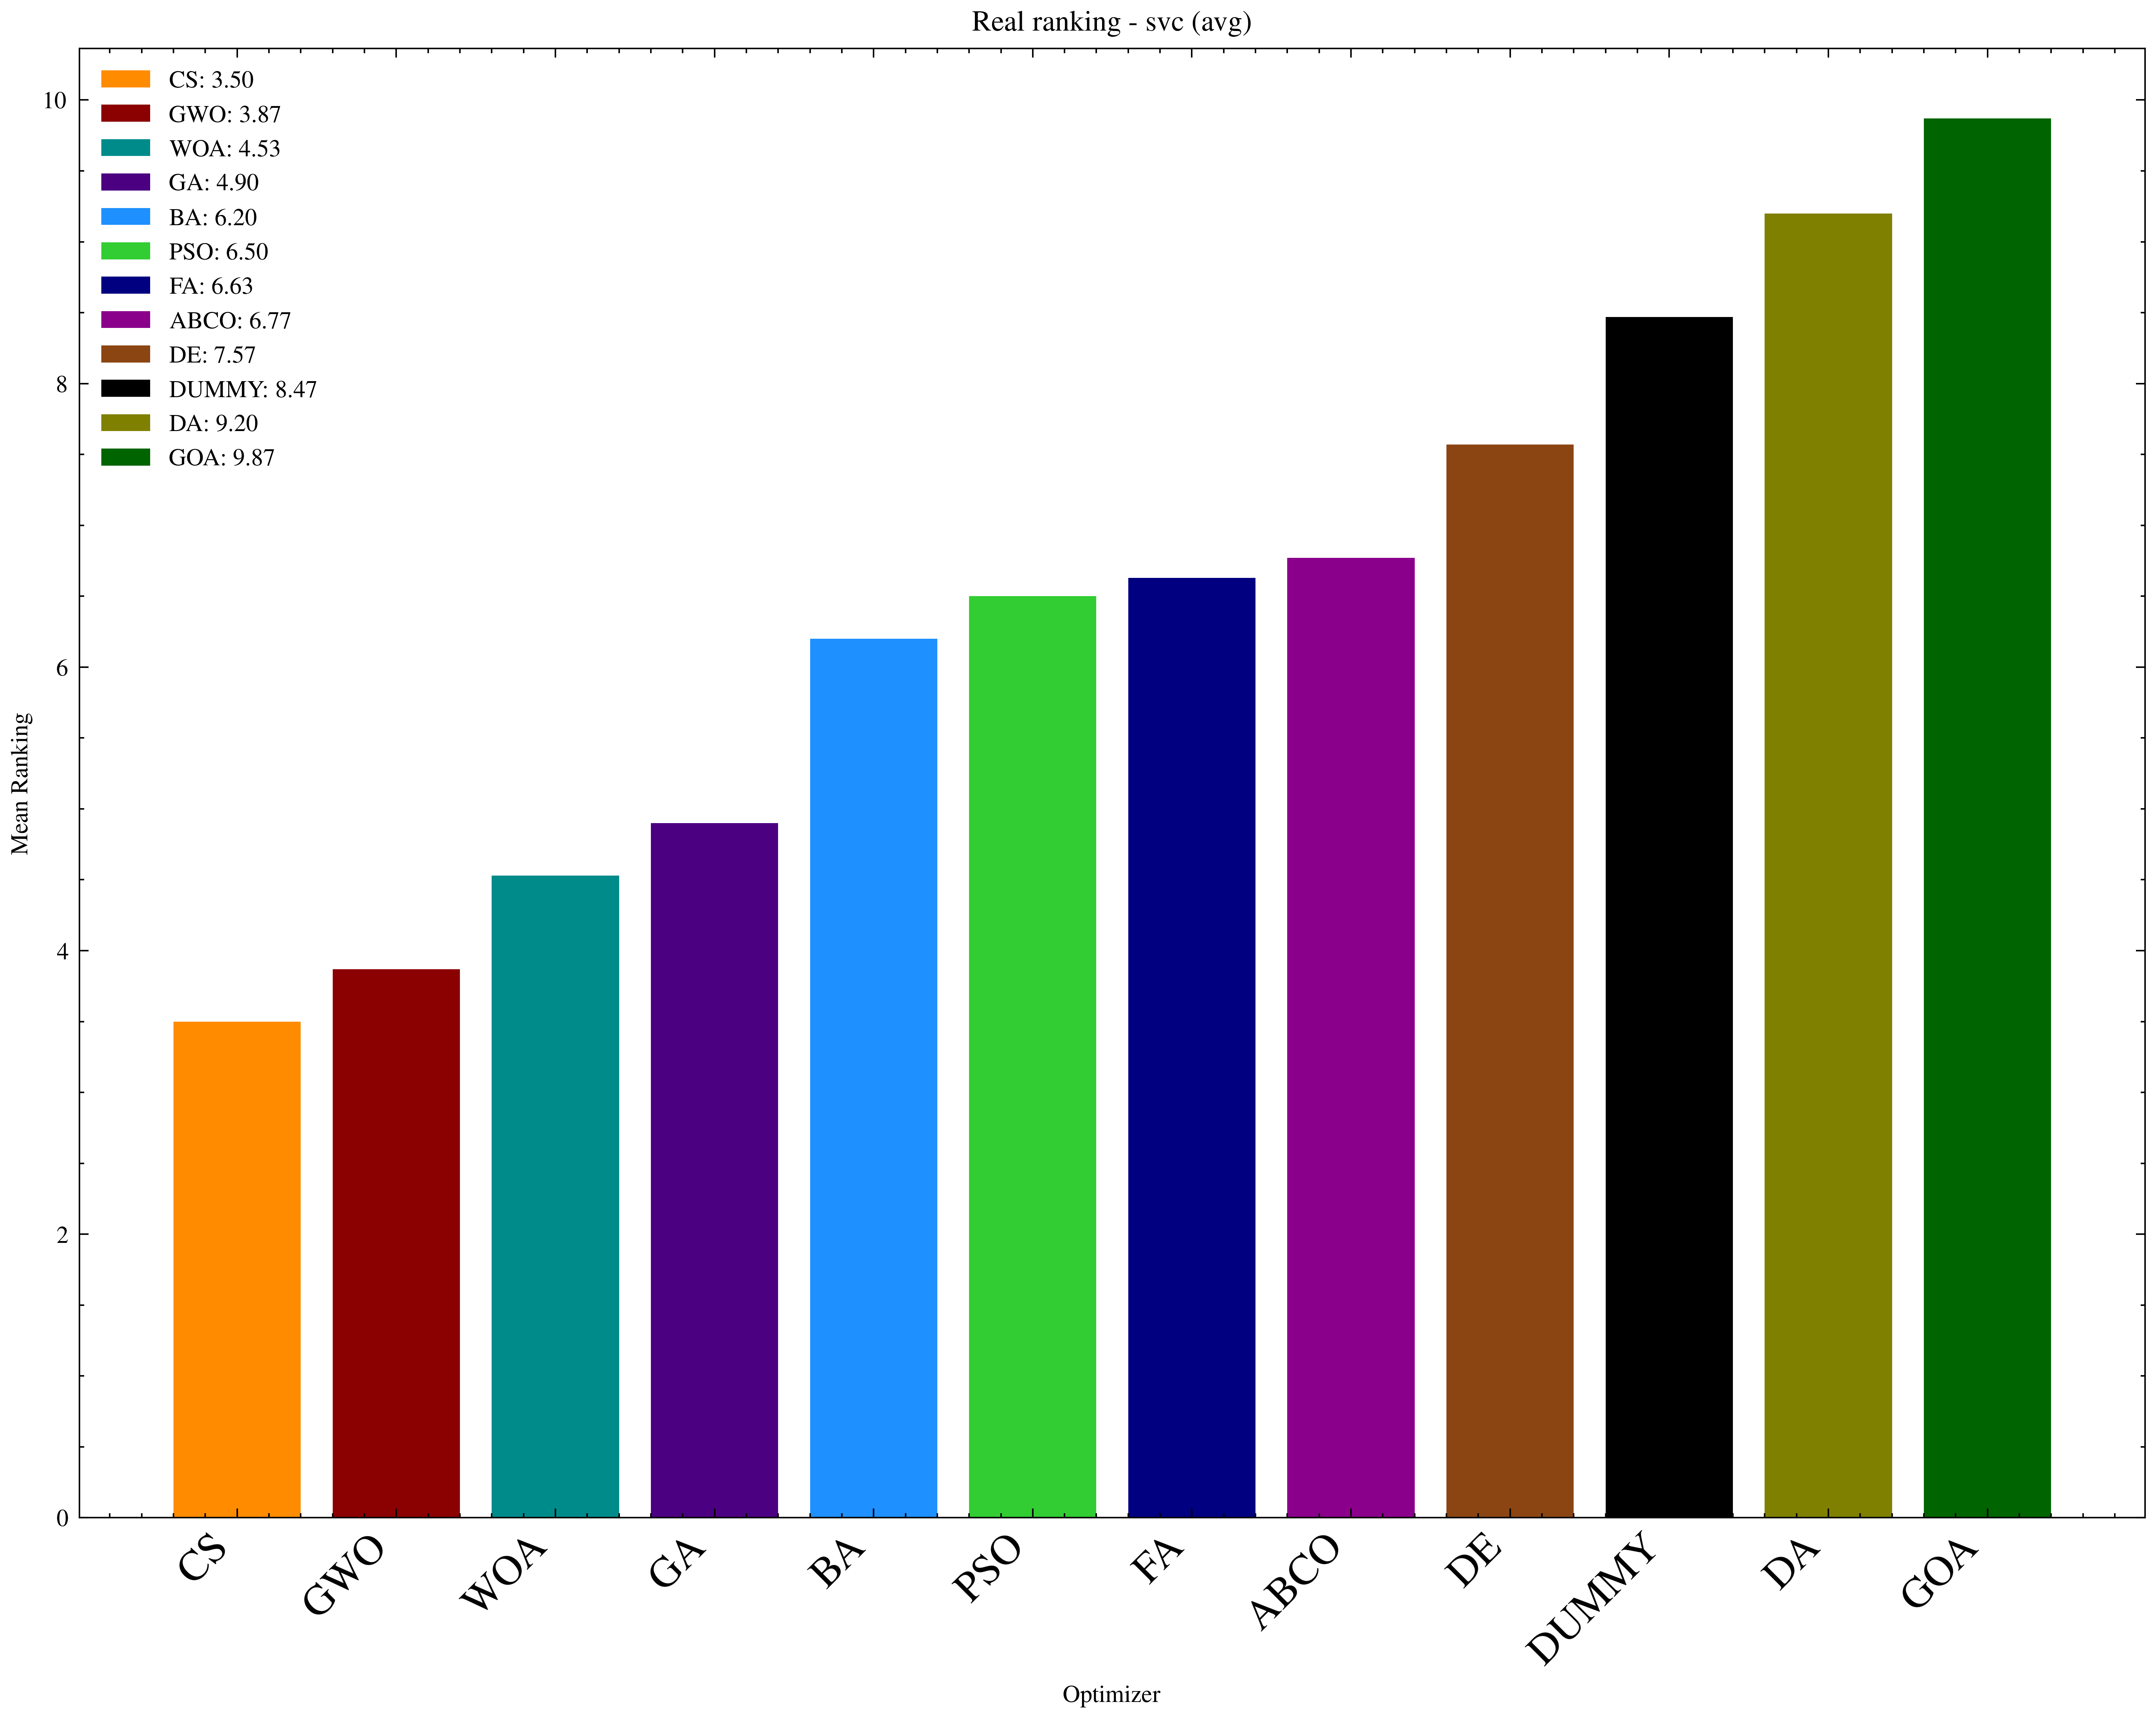 Real ranking - svc (avg)
CS: 3.50
GWO: 3.87
WOA: 4.53
GA: 4.90
BA: 6.20
PSO: 6.50
FA: 6.63
ABCO: 6.77
DE: 7.57
DUMMY: 8.47
DA: 9.20
GOA: 9.87
10
8
6
4
2
0
Mean Ranking
CS
GWO
WOA
GA
BA
PSO
FA
ABCO
DE
DUMMY
DA
GOA
Optimizer